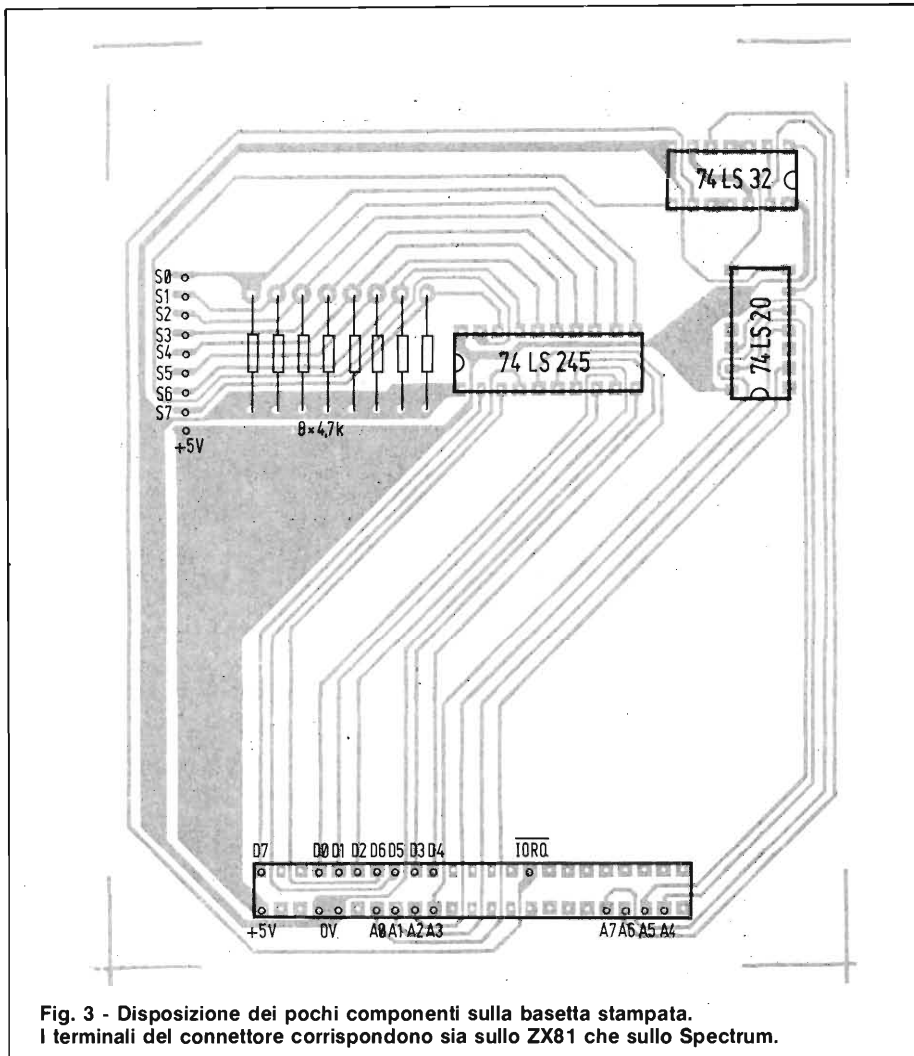 74 LS 32
S0
S1
S2
S3
S4
S5
S6
S7
+5V
8×4,7k
74 LS 245
74 LS 20
D7 D0 D1 D2 D6 D5 D3 D4 IORQ
+5V 0V A0 A1 A2 A3 A7 A6 A5 A4
Fig. 3 - Disposizione dei pochi componenti sulla basetta stampata.
I terminali del connettore corrispondono sia sullo ZX81 che sullo Spectrum.